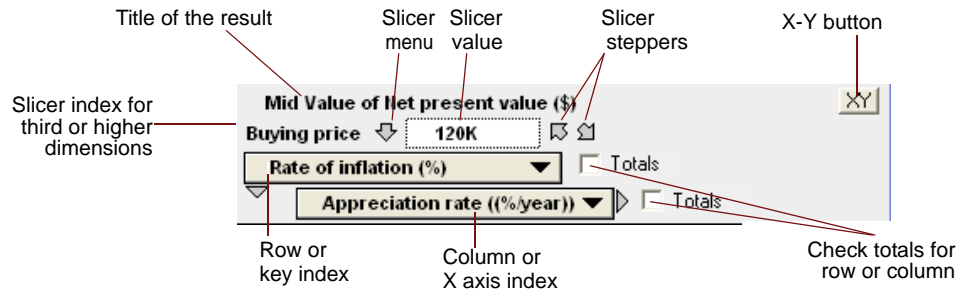 Title of the result
Slicer
menu
Slicer
value
Slicer
steppers
X-Y button
Slicer index for
third or higher
dimensions
Mid Value of Net present value ($)
XY
Buying price
120K
Rate of inflation (%)
Totals
Appreciation rate ((%/year))
Totals
Row or
key index
Column or
X axis index
Check totals for
row or column